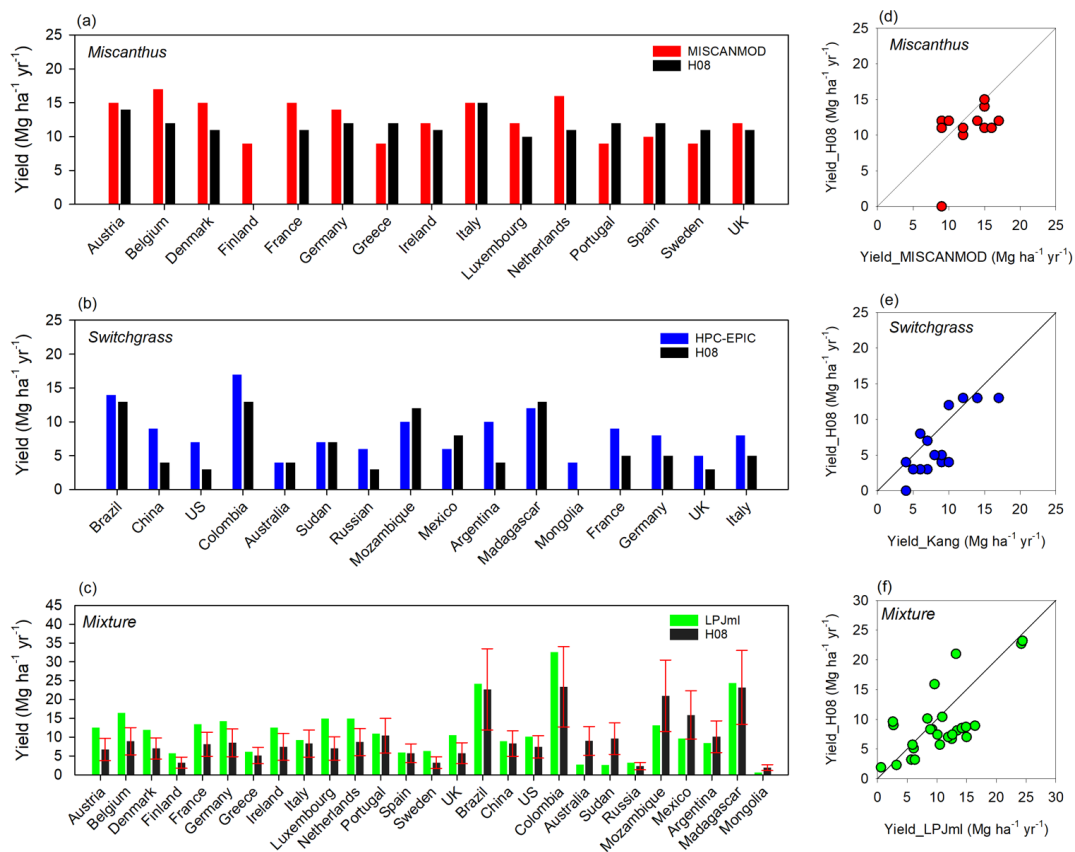 (a)
Miscanthus
MISCANMOD
H08
Yield (Mg ha⁻¹ yr⁻¹)
25
20
15
10
5
0
Austria
Belgium
Denmark
Finland
France
Germany
Greece
Ireland
Italy
Luxembourg
Netherlands
Portugal
Spain
Sweden
UK
(d)
Miscanthus
Yield_H08 (Mg ha⁻¹ yr⁻¹)
25
20
15
10
5
0
0 5 10 15 20 25
Yield_MISCANMOD (Mg ha⁻¹ yr⁻¹)
(b)
Switchgrass
HPC-EPIC
H08
Yield (Mg ha⁻¹ yr⁻¹)
25
20
15
10
5
0
Brazil
China
US
Colombia
Australia
Sudan
Russian
Mozambique
Mexico
Argentina
Madagascar
Mongolia
France
Germany
UK
Italy
(e)
Switchgrass
Yield_H08 (Mg ha⁻¹ yr⁻¹)
25
20
15
10
5
0
0 5 10 15 20 25
Yield_Kang (Mg ha⁻¹ yr⁻¹)
(c)
Mixture
LPJml
H08
Yield (Mg ha⁻¹ yr⁻¹)
45
40
35
30
25
20
15
10
5
0
Austria
Belgium
Denmark
Finland
France
Germany
Greece
Ireland
Italy
Luxembourg
Netherlands
Portugal
Spain
Sweden
UK
Brazil
China
US
Colombia
Australia
Sudan
Russia
Mozambique
Mexico
Argentina
Madagascar
Mongolia
(f)
Mixture
Yield_H08 (Mg ha⁻¹ yr⁻¹)
30
25
20
15
10
5
0
0 5 10 15 20 25 30
Yield_LPJml (Mg ha⁻¹ yr⁻¹)